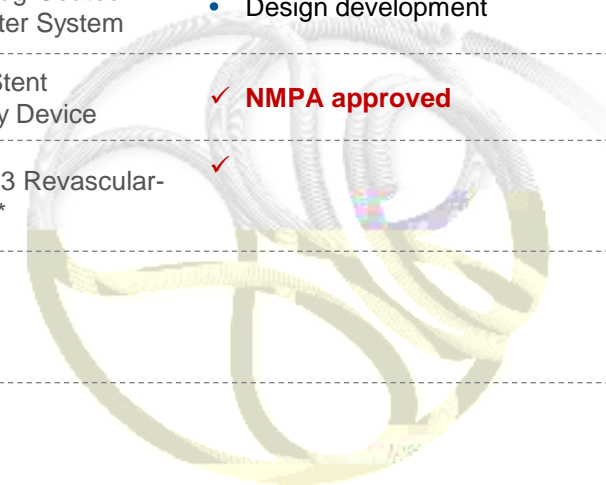 ter System
• Design development
Stent
y Device
✓ NMPA approved
3 Revascular-
*
✓